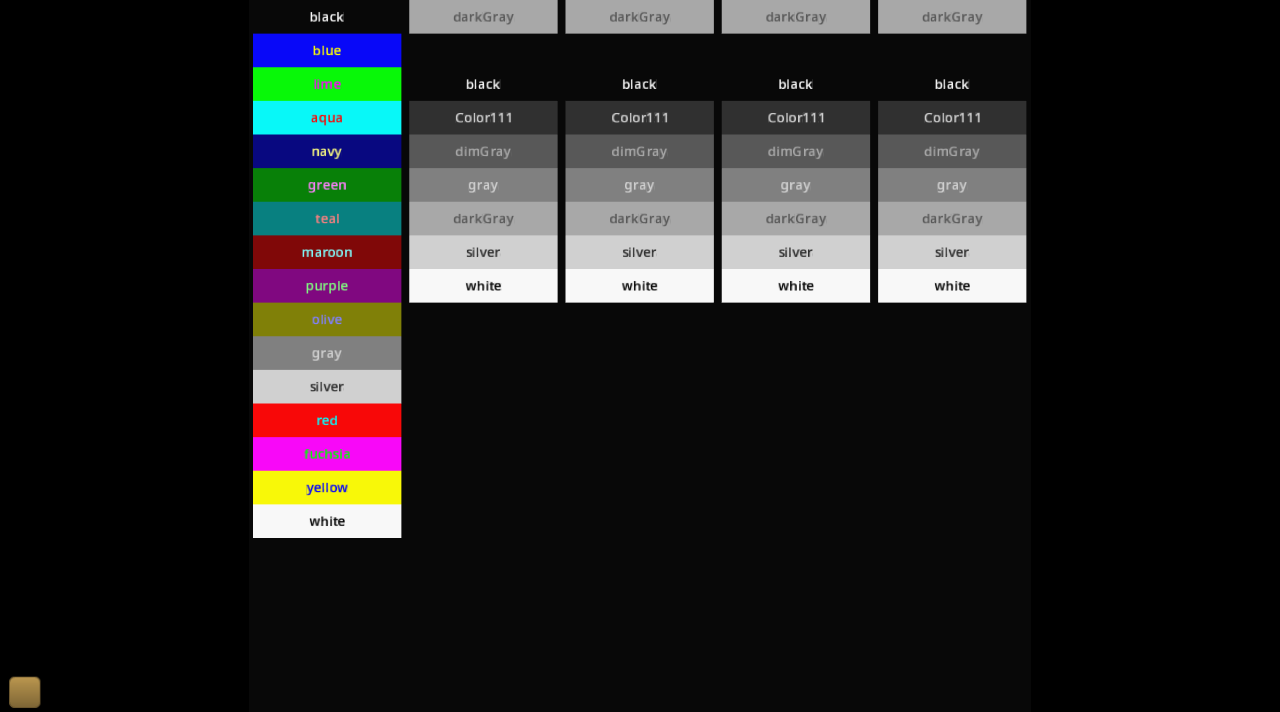 black darkGray darkGray darkGray darkGray
blue
lime black black black black
aqua Color111 Color111 Color111 Color111
navy dimGray dimGray dimGray dimGray
green gray gray gray gray
teal darkGray darkGray darkGray darkGray
maroon silver silver silver silver
purple white white white white
olive
gray
silver
red
fuchsia
yellow
white